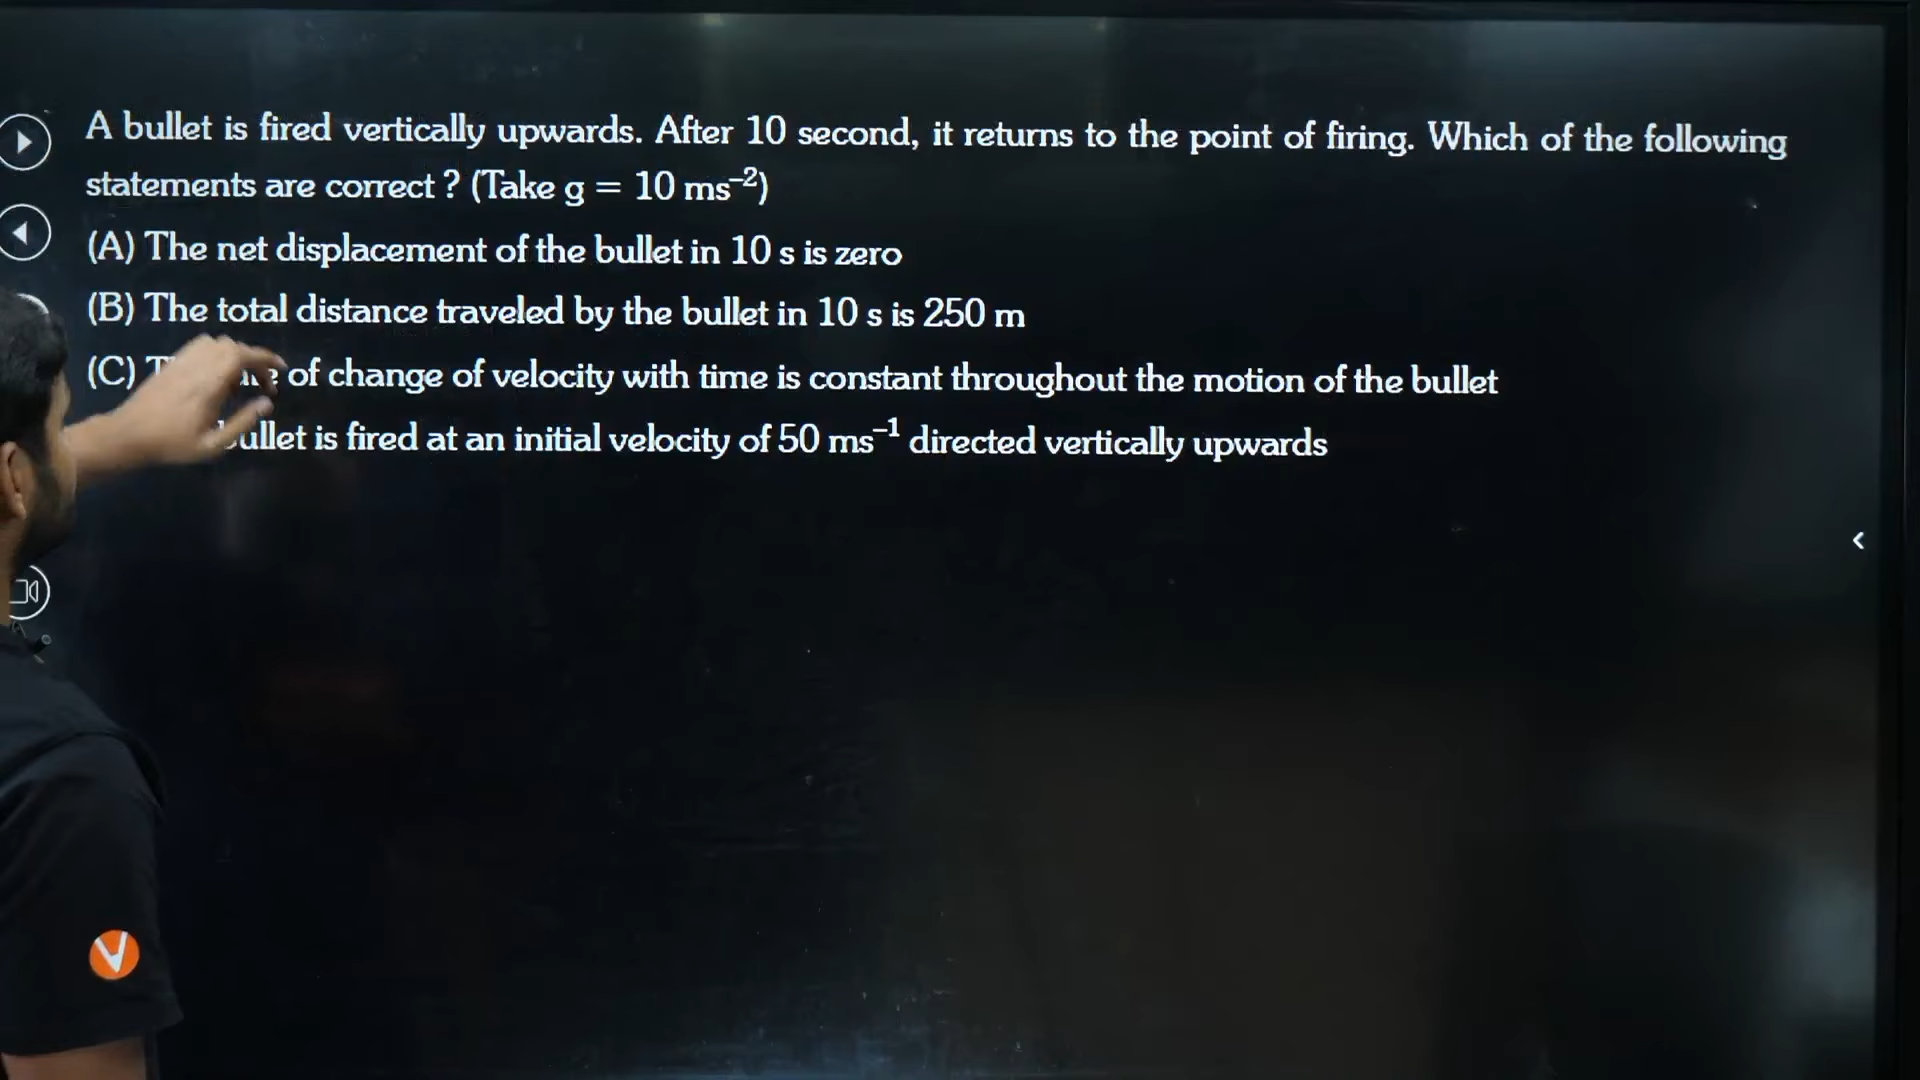 A bullet is fired vertically upwards. After 10 second, it returns to the point of firing. Which of the following
statements are correct ? (Take g = 10 ms⁻²)
(A) The net displacement of the bullet in 10 s is zero
(B) The total distance traveled by the bullet in 10 s is 250 m
(C) of change of velocity with time is constant throughout the motion of the bullet
bullet is fired at an initial velocity of 50 ms⁻¹ directed vertically upwards